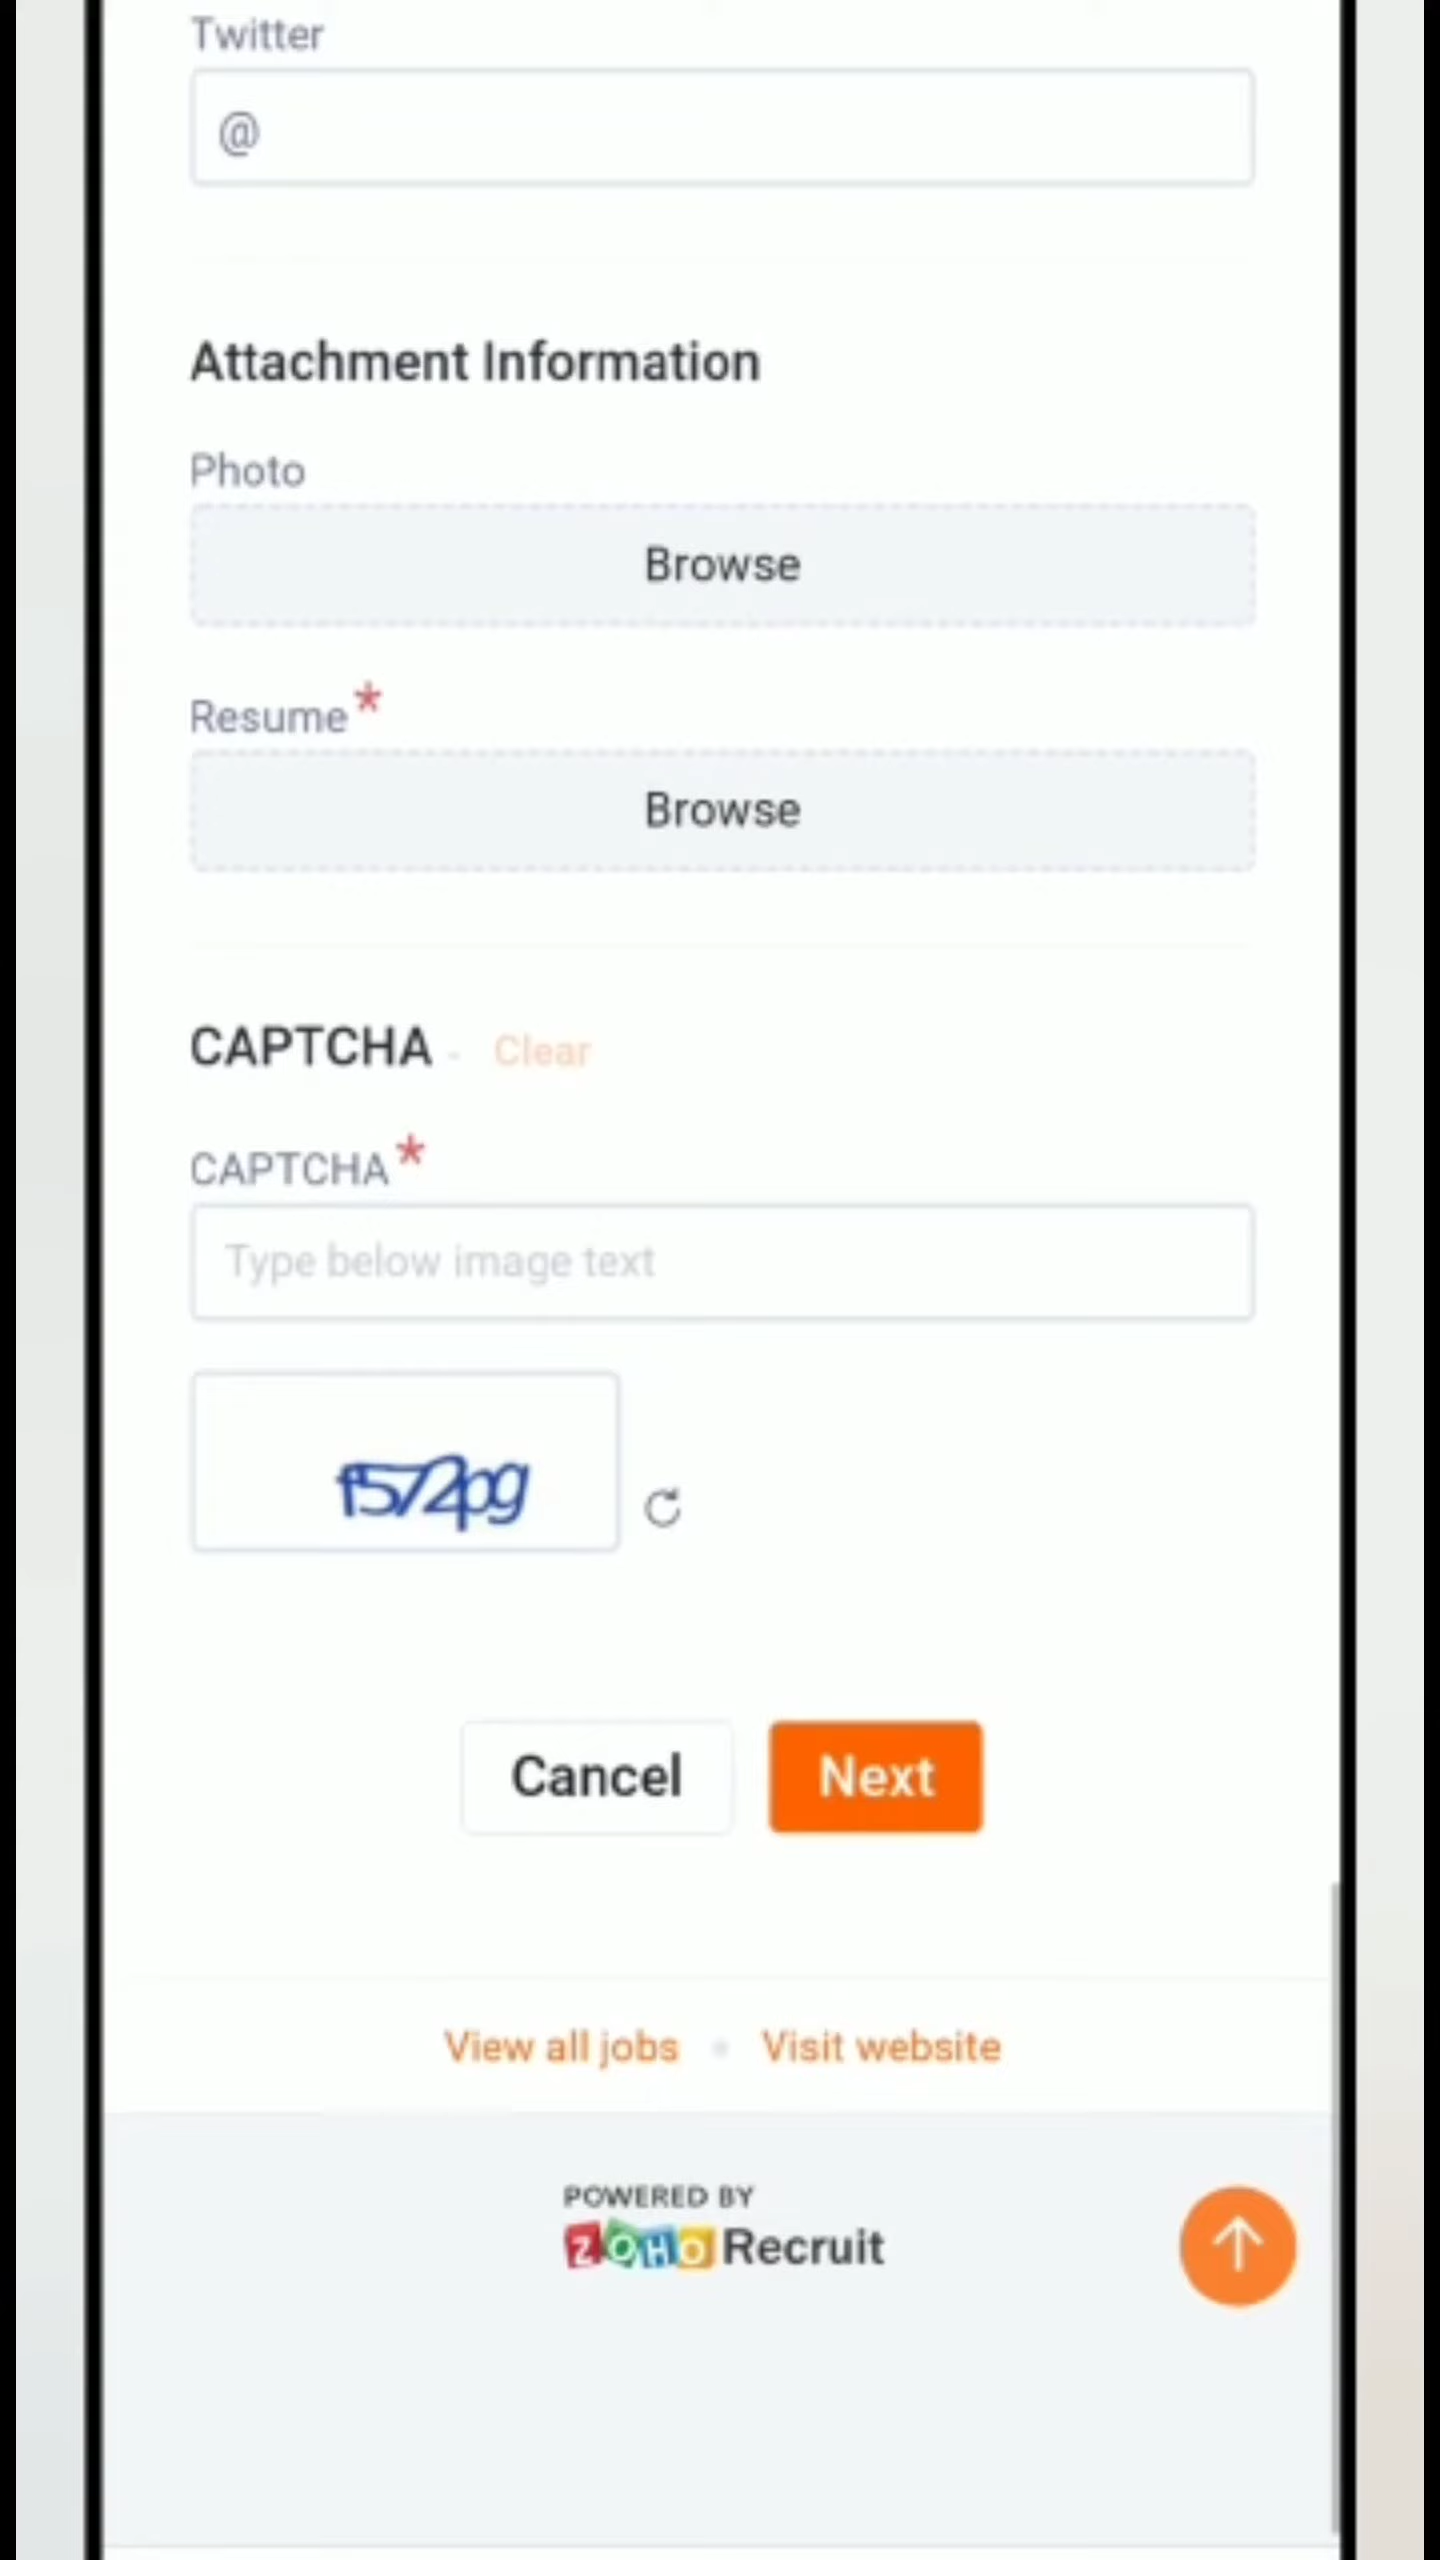 Twitter
@
Attachment Information
Photo
Browse
Resume *
Browse
CAPTCHA - Clear
CAPTCHA *
Type below image text
Cancel Next
View all jobs • Visit website
POWERED BY
ZOHO Recruit